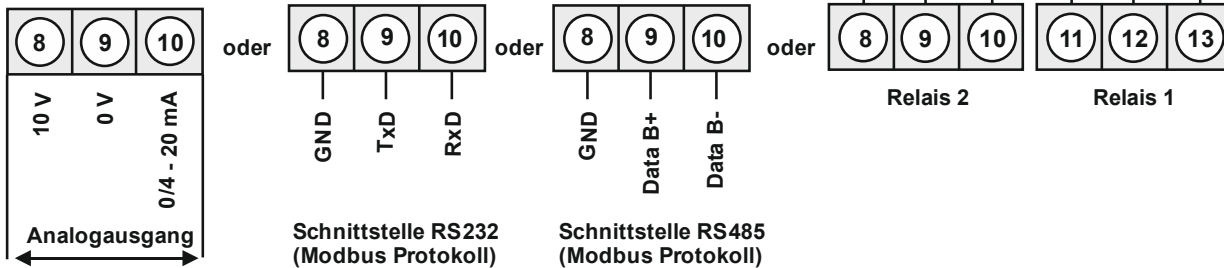 8 9 10 oder 8 9 10 oder 8 9 10 oder 8 9 10 11 12 13
10 V
0 V
0/4 - 20 mA
Analogausgang
GND
TxD
RxD
Schnittstelle RS232
(Modbus Protokoll)
GND
Data B+
Data B-
Schnittstelle RS485
(Modbus Protokoll)
Relais 2
Relais 1